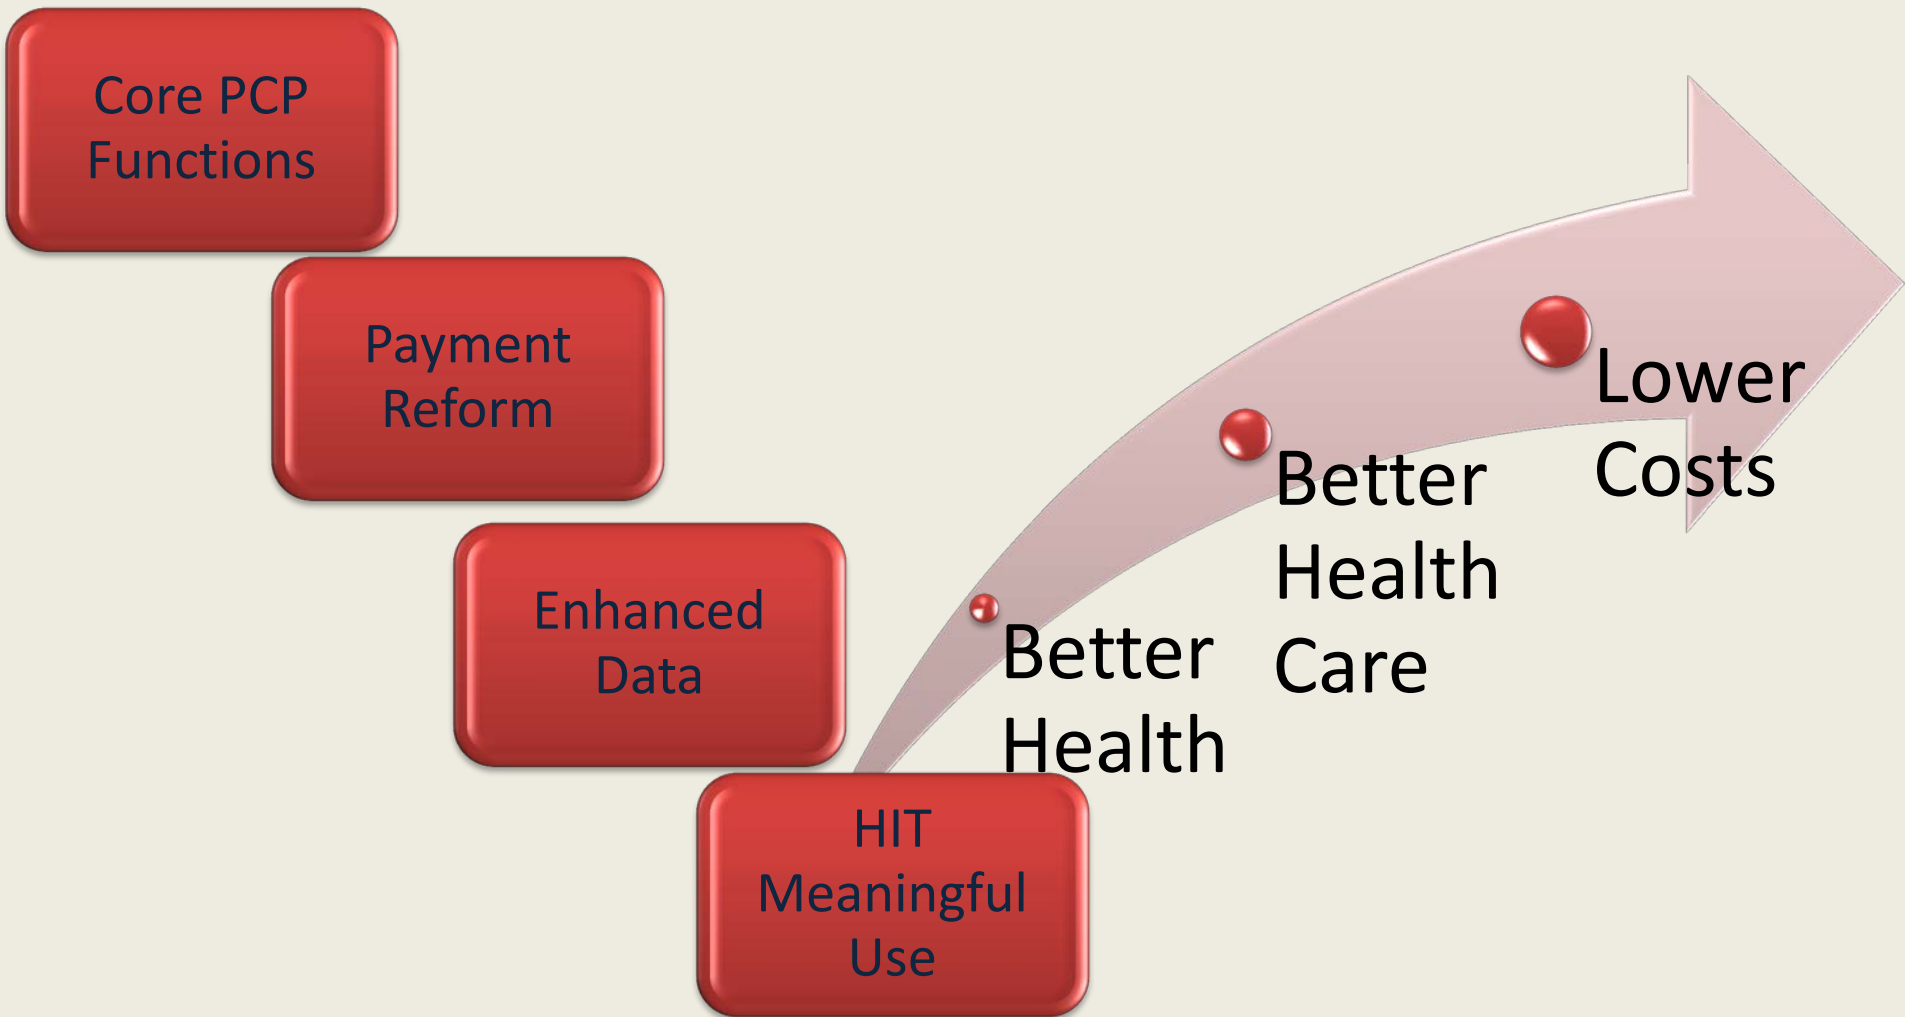 Core PCP
Functions
Payment
Reform
Enhanced
Data
HIT
Meaningful
Use
Better
Health
Better
Health
Care
Lower
Costs